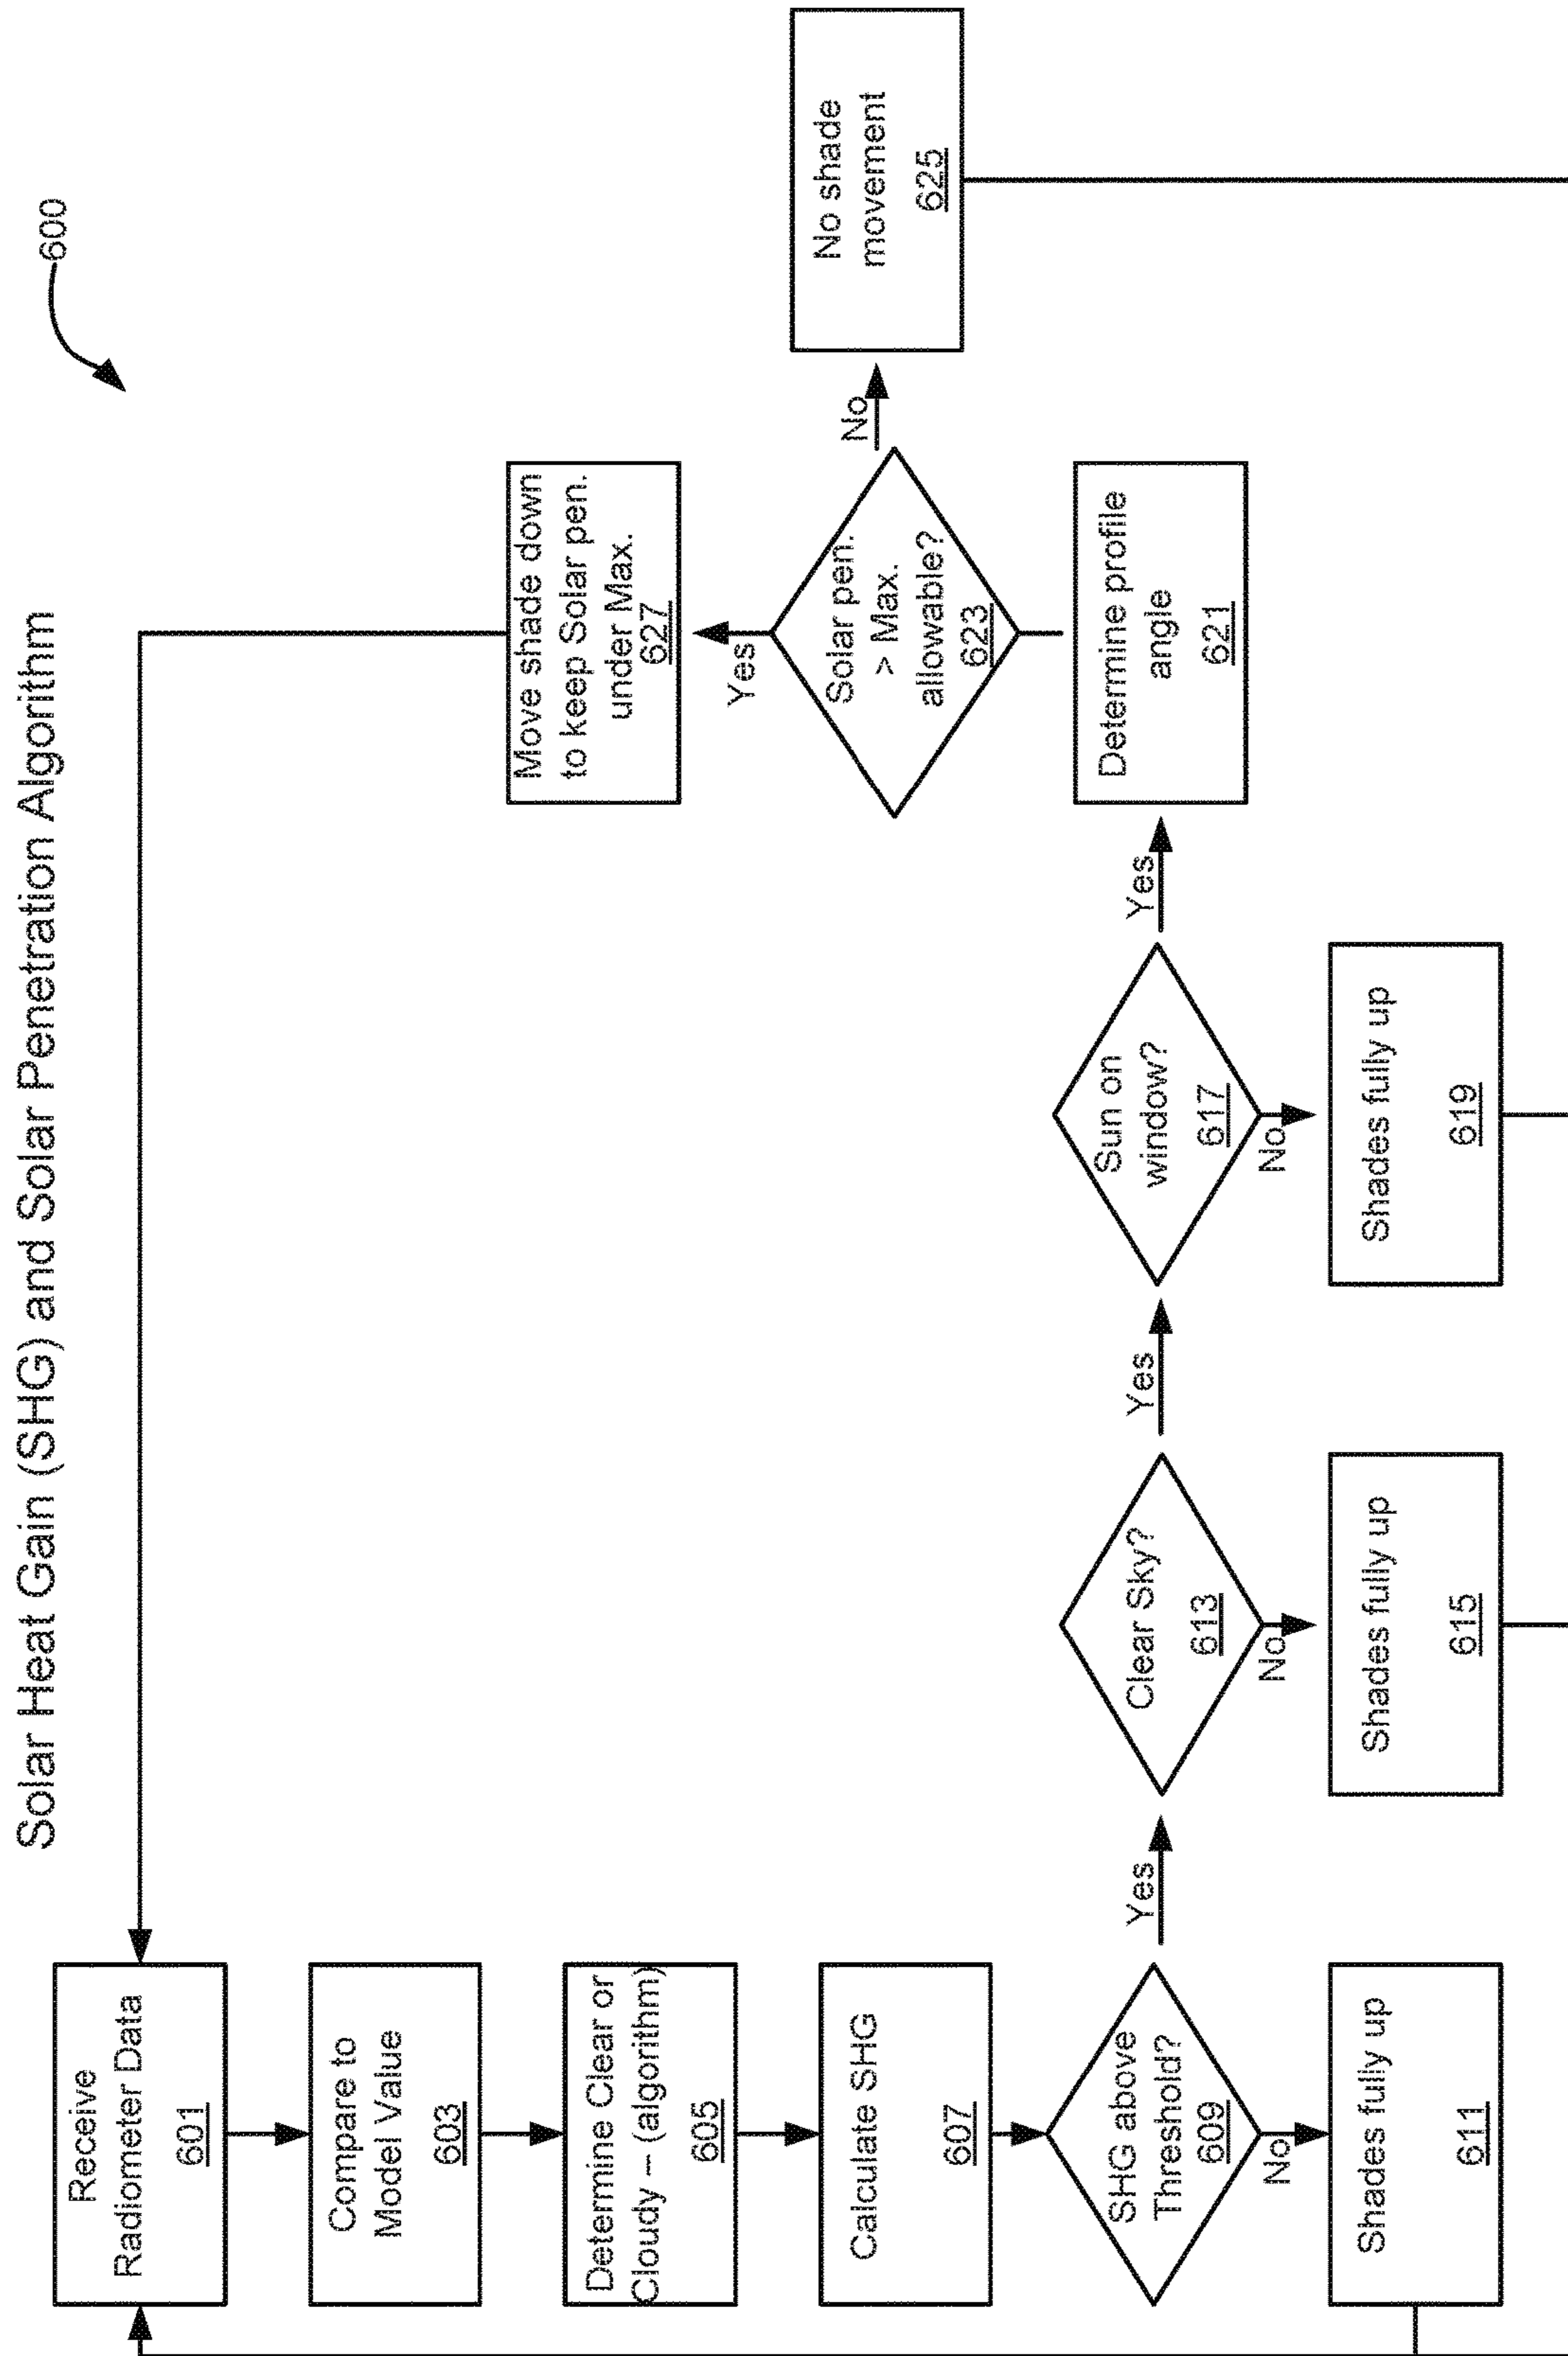 Solar Heat Gain (SHG) and Solar Penetration Algorithm
600
Receive
Radiometer Data
601
Compare to
Model Value
603
Determine Clear or
Cloudy – (algorithm)
605
Calculate SHG
607
SHG above
Threshold?
609
Yes
No
Shades fully up
611
Clear Sky?
613
Yes
No
Shades fully up
615
Sun on
window?
617
Yes
No
Shades fully up
619
Determine profile
angle
621
Solar pen.
> Max.
allowable?
623
Yes
No
Move shade down
to keep Solar pen.
under Max.
627
No shade
movement
625